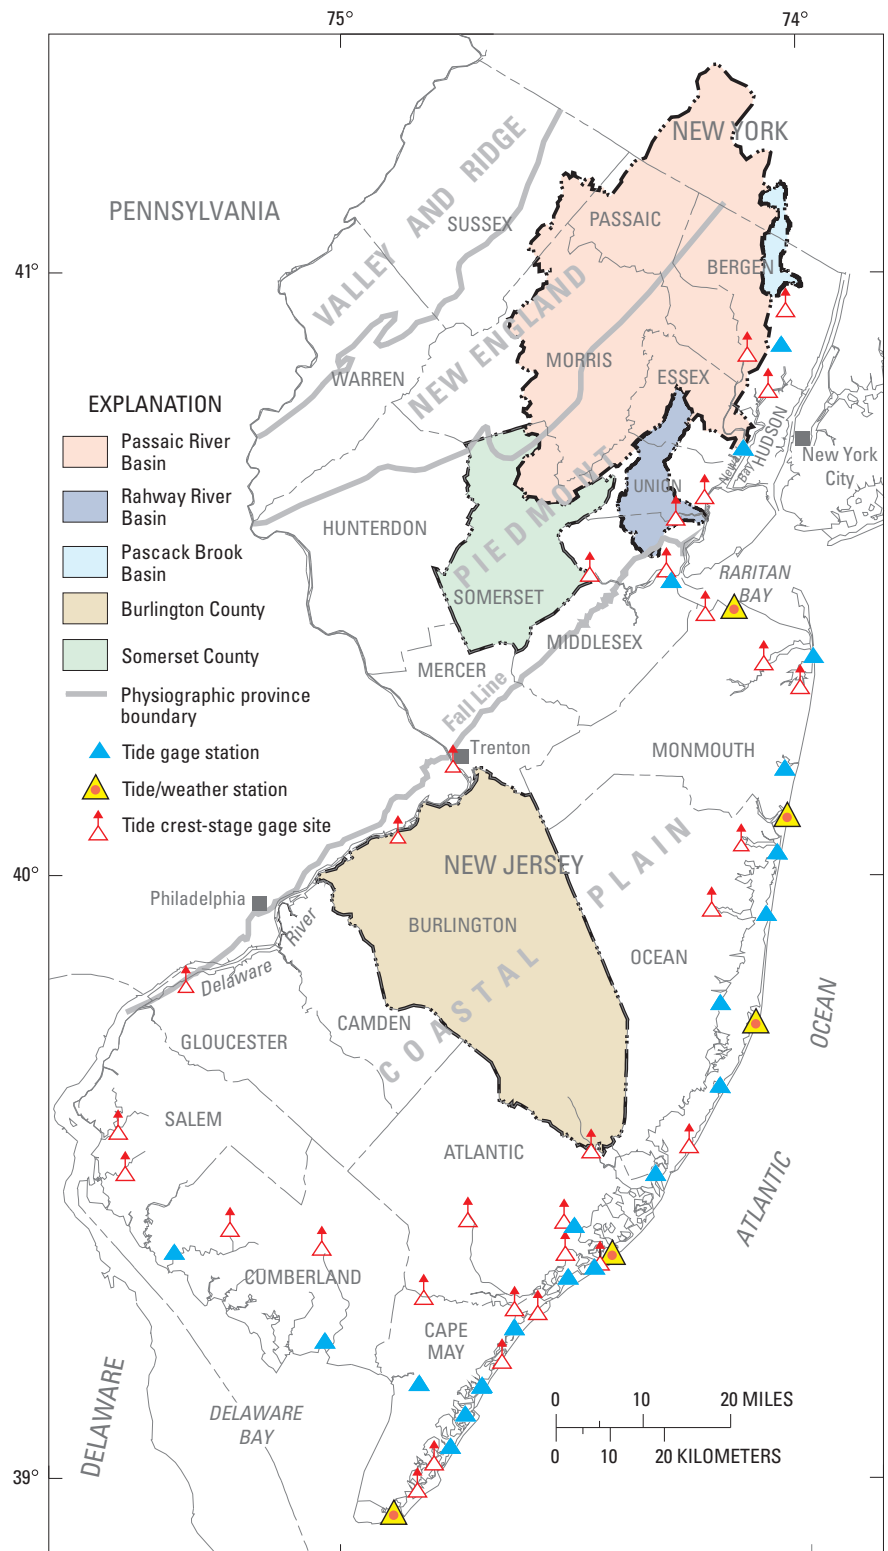 75°
74°
NEW YORK
PENNSYLVANIA
VALLEY AND RIDGE
SUSSEX
PASSAIC
41°
BERGEN
NEW ENGLAND
MORRIS
WARREN
ESSEX
EXPLANATION
Passaic River
Basin
Rahway River
Basin
Pascack Brook
Basin
Burlington County
Somerset County
Physiographic province
boundary
Tide gage station
Tide/weather station
Tide crest-stage gage site
HUDSON
New York
City
Bay
UNION
HUNTERDON
PIEDMONT
SOMERSET
RARITAN
BAY
MIDDLESEX
MERCER
Fall Line
Trenton
MONMOUTH
40°
NEW JERSEY
COASTAL PLAIN
Philadelphia
BURLINGTON
Delaware
River
OCEAN
CAMDEN
GLOUCESTER
ATLANTIC
OCEAN
SALEM
ATLANTIC
CUMBERLAND
CAPE
MAY
DELAWARE
DELAWARE
BAY
0 10 20 MILES
0 10 20 KILOMETERS
39°